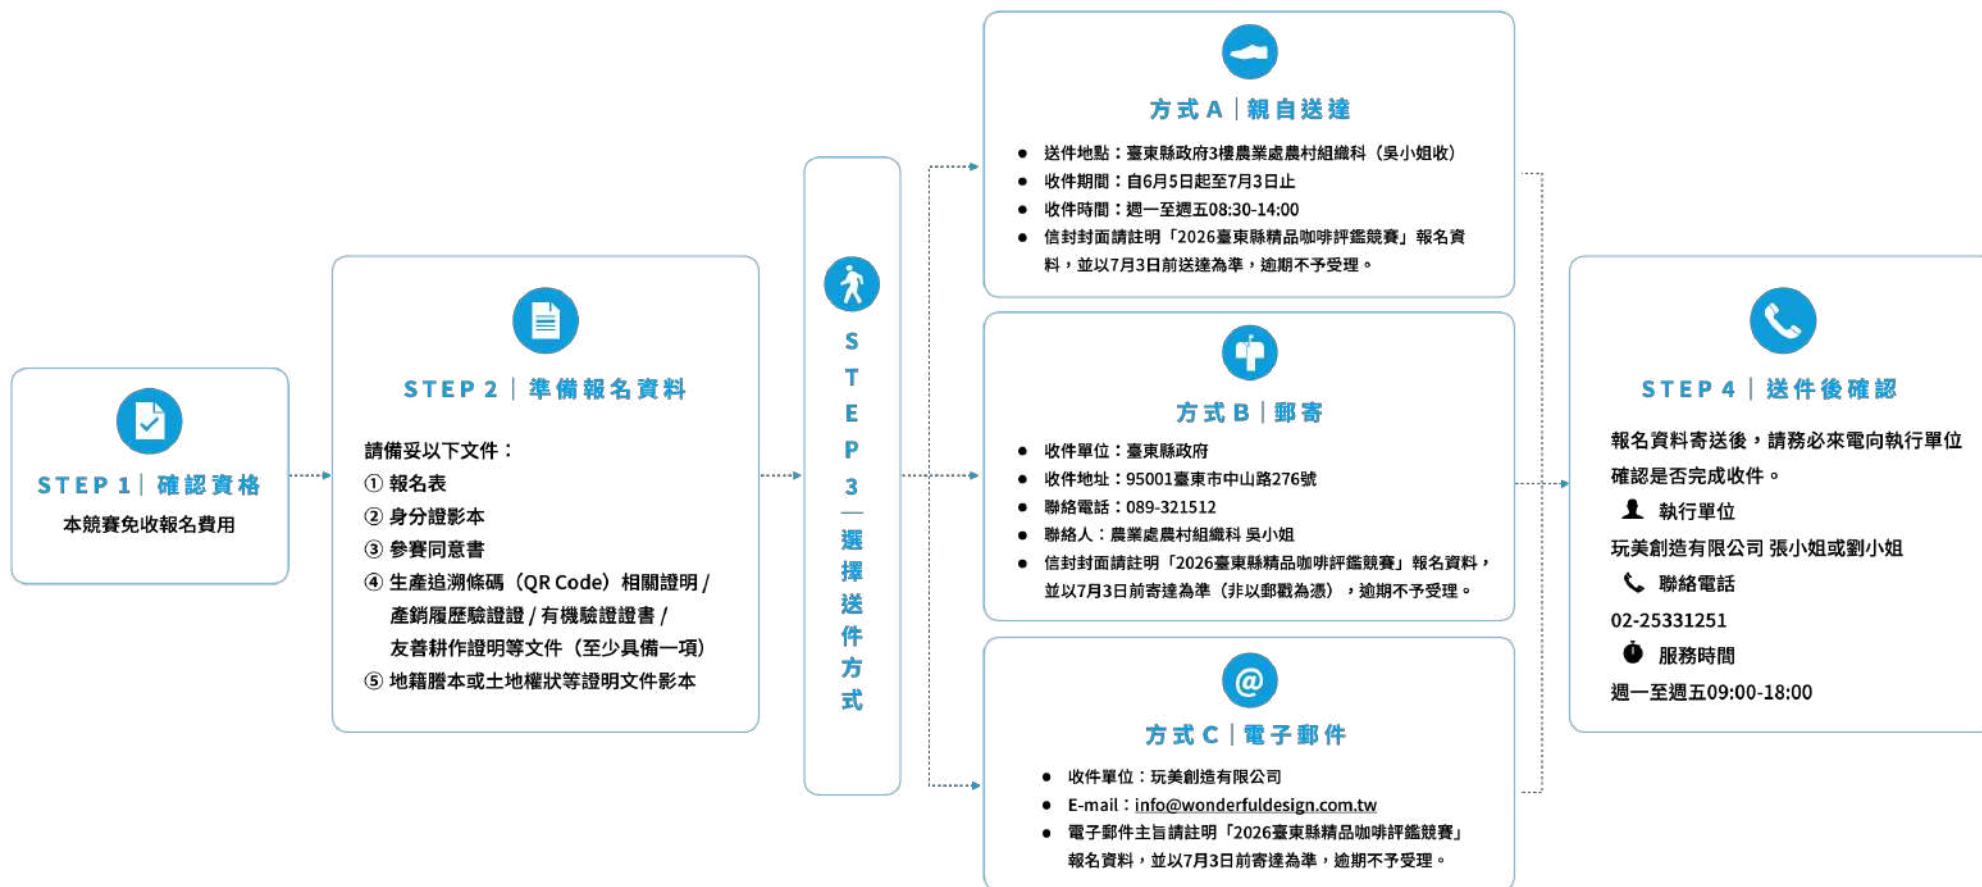 STEP 1｜確認資格
本競賽免收報名費用
STEP 2｜準備報名資料
請備妥以下文件：
① 報名表
② 身分證影本
③ 參賽同意書
④ 生產追溯條碼（QR Code）相關證明 /
產銷履歷驗證證 / 有機驗證證書 /
友善耕作證明等文件（至少具備一項）
⑤ 地籍謄本或土地權狀等證明文件影本
STEP 3｜選擇送件方式
方式 A｜親自送達
● 送件地點：臺東縣政府3樓農業處農村組織科（吳小姐收）
● 收件期間：自6月5日起至7月3日止
● 收件時間：週一至週五08:30-14:00
● 信封封面請註明「2026臺東縣精品咖啡評鑑競賽」報名資
料，並以7月3日前送達為準，逾期不予受理。
方式 B｜郵寄
● 收件單位：臺東縣政府
● 收件地址：95001臺東市中山路276號
● 聯絡電話：089-321512
● 聯絡人：農業處農村組織科 吳小姐
● 信封封面請註明「2026臺東縣精品咖啡評鑑競賽」報名資料，
並以7月3日前寄達為準（非以郵戳為憑），逾期不予受理。
@
方式 C｜電子郵件
● 收件單位：玩美創造有限公司
● E-mail：info@wonderfuldesign.com.tw
● 電子郵件主旨請註明「2026臺東縣精品咖啡評鑑競賽」
報名資料，並以7月3日前寄達為準，逾期不予受理。
STEP 4｜送件後確認
報名資料寄送後，請務必來電向執行單位
確認是否完成收件。
執行單位
玩美創造有限公司 張小姐或劉小姐
聯絡電話
02-25331251
服務時間
週一至週五09:00-18:00